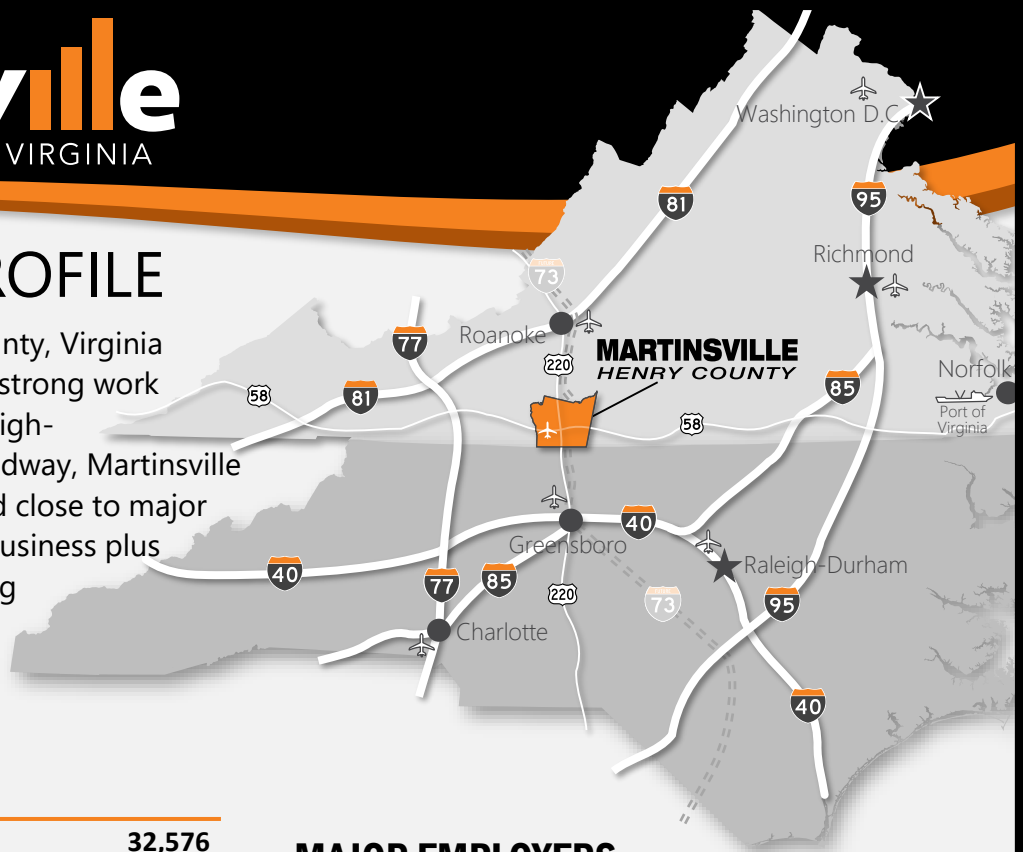 ville
VIRGINIA
ROFILE
nty, Virginia
strong work
igh-
dway, Martinsville
d close to major
usiness plus
g
32,576
MAJOR EMPLOYERS
Washington D.C.
81
95
Richmond
73
Roanoke
77
220
MARTINSVILLE
HENRY COUNTY
81
58
58
85
Norfolk
Port of
Virginia
40
Greensboro
40
77
85
220
73
Raleigh-Durham
95
Charlotte
40